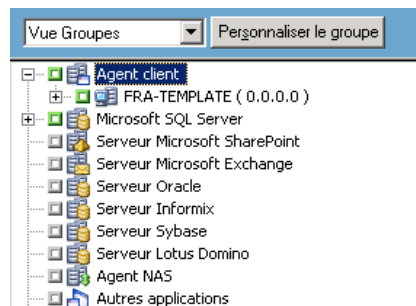 Vue Groupes Personnaliser le groupe
Agent client
FRA-TEMPLATE ( 0.0.0.0 )
Microsoft SQL Server
Serveur Microsoft SharePoint
Serveur Microsoft Exchange
Serveur Oracle
Serveur Informix
Serveur Sybase
Serveur Lotus Domino
Agent NAS
Autres applications